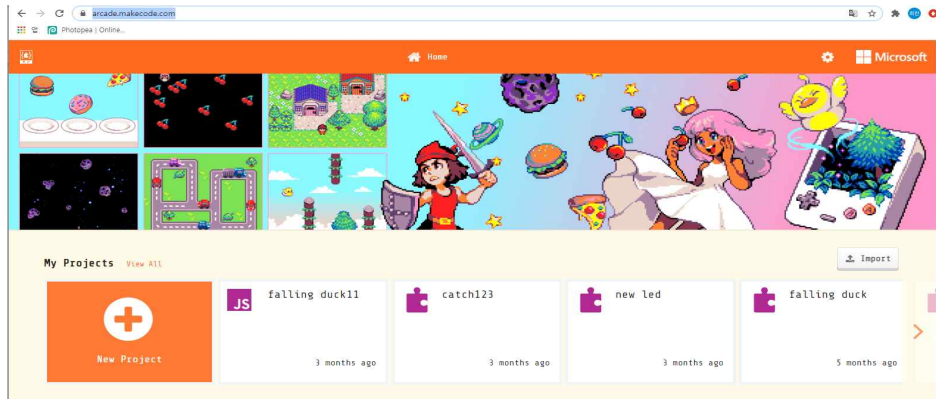 arcade.makecode.com
앱
Photopea | Online...
Home
Microsoft
My Projects
View All
Import
New Project
JS
falling duck11
3 months ago
catch123
3 months ago
new led
3 months ago
falling duck
5 months ago